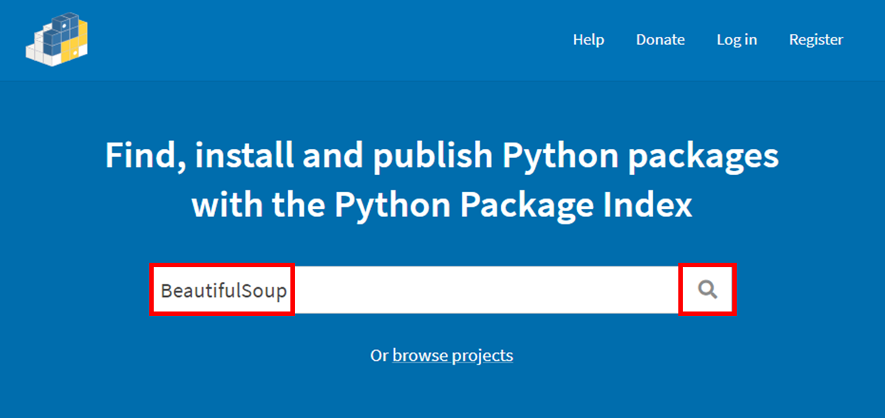 Help Donate Log in Register
Find, install and publish Python packages
with the Python Package Index
BeautifulSoup
Or browse projects